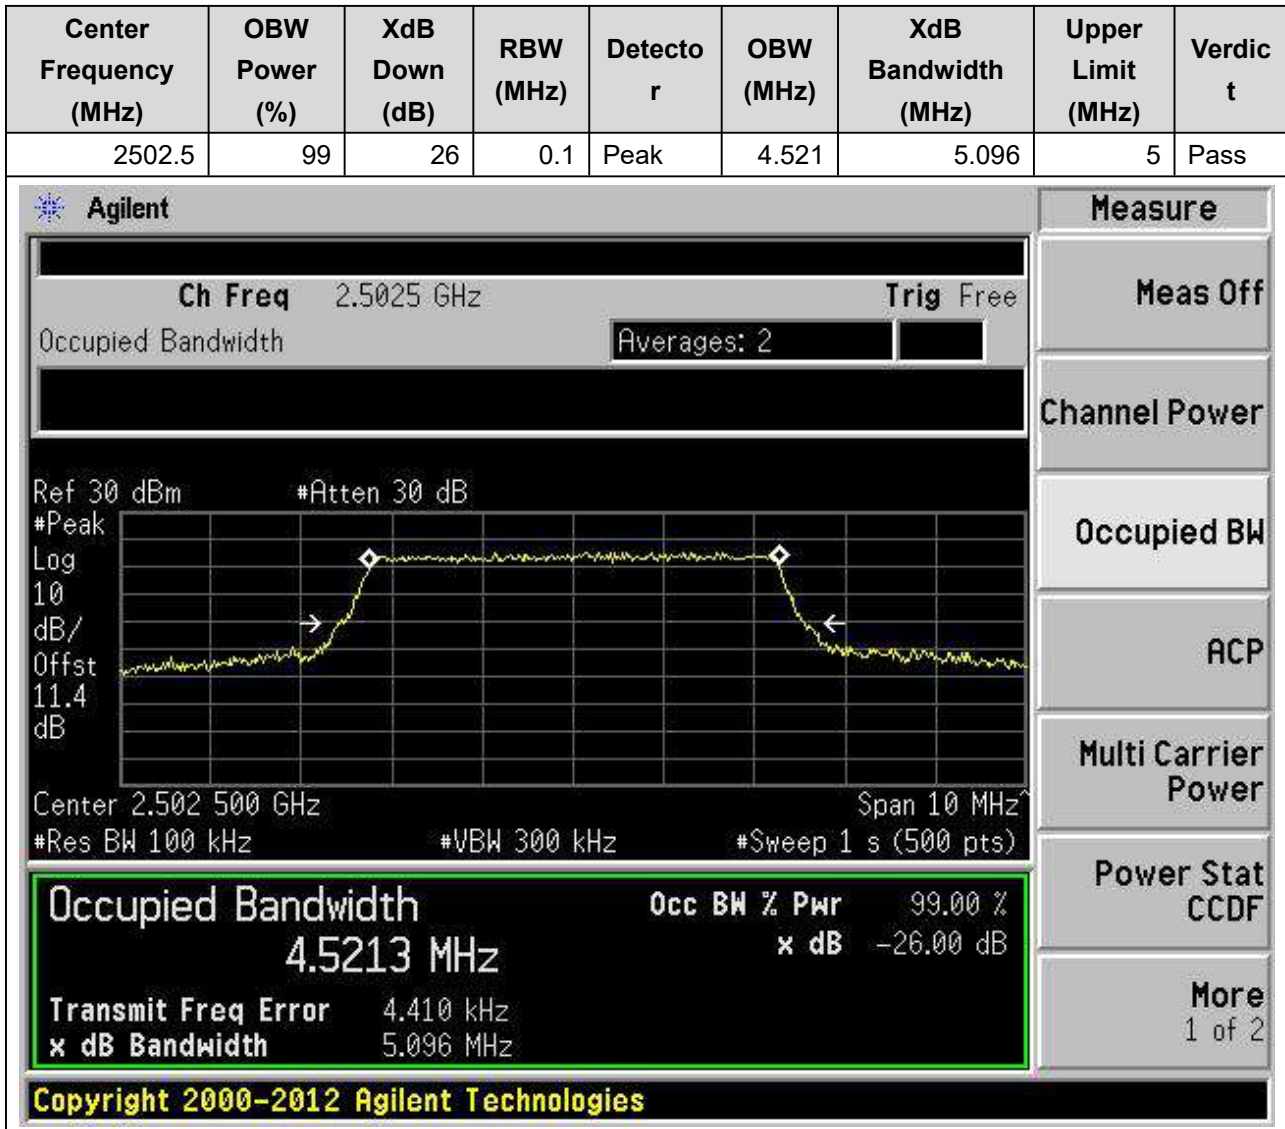 Center Frequency (MHz) OBW Power (%) XdB Down (dB) RBW (MHz) Detecto r OBW (MHz) XdB Bandwidth (MHz) Upper Limit (MHz) Verdic t
2502.5 99 26 0.1 Peak 4.521 5.096 5 Pass
Agilent
Measure
Ch Freq 2.5025 GHz Trig Free
Meas Off
Occupied Bandwidth Averages: 2
Channel Power
Ref 30 dBm #Atten 30 dB
#Peak
Log
10
dB/
Offst
11.4
dB
Occupied BW
ACP
Multi Carrier
Power
Center 2.502 500 GHz Span 10 MHz^
#Res BW 100 kHz #VBW 300 kHz #Sweep 1 s (500 pts)
Power Stat
CCDF
Occupied Bandwidth Occ BW % Pwr 99.00 %
4.5213 MHz x dB -26.00 dB
Transmit Freq Error 4.410 kHz
x dB Bandwidth 5.096 MHz
More
1 of 2
Copyright 2000-2012 Agilent Technologies